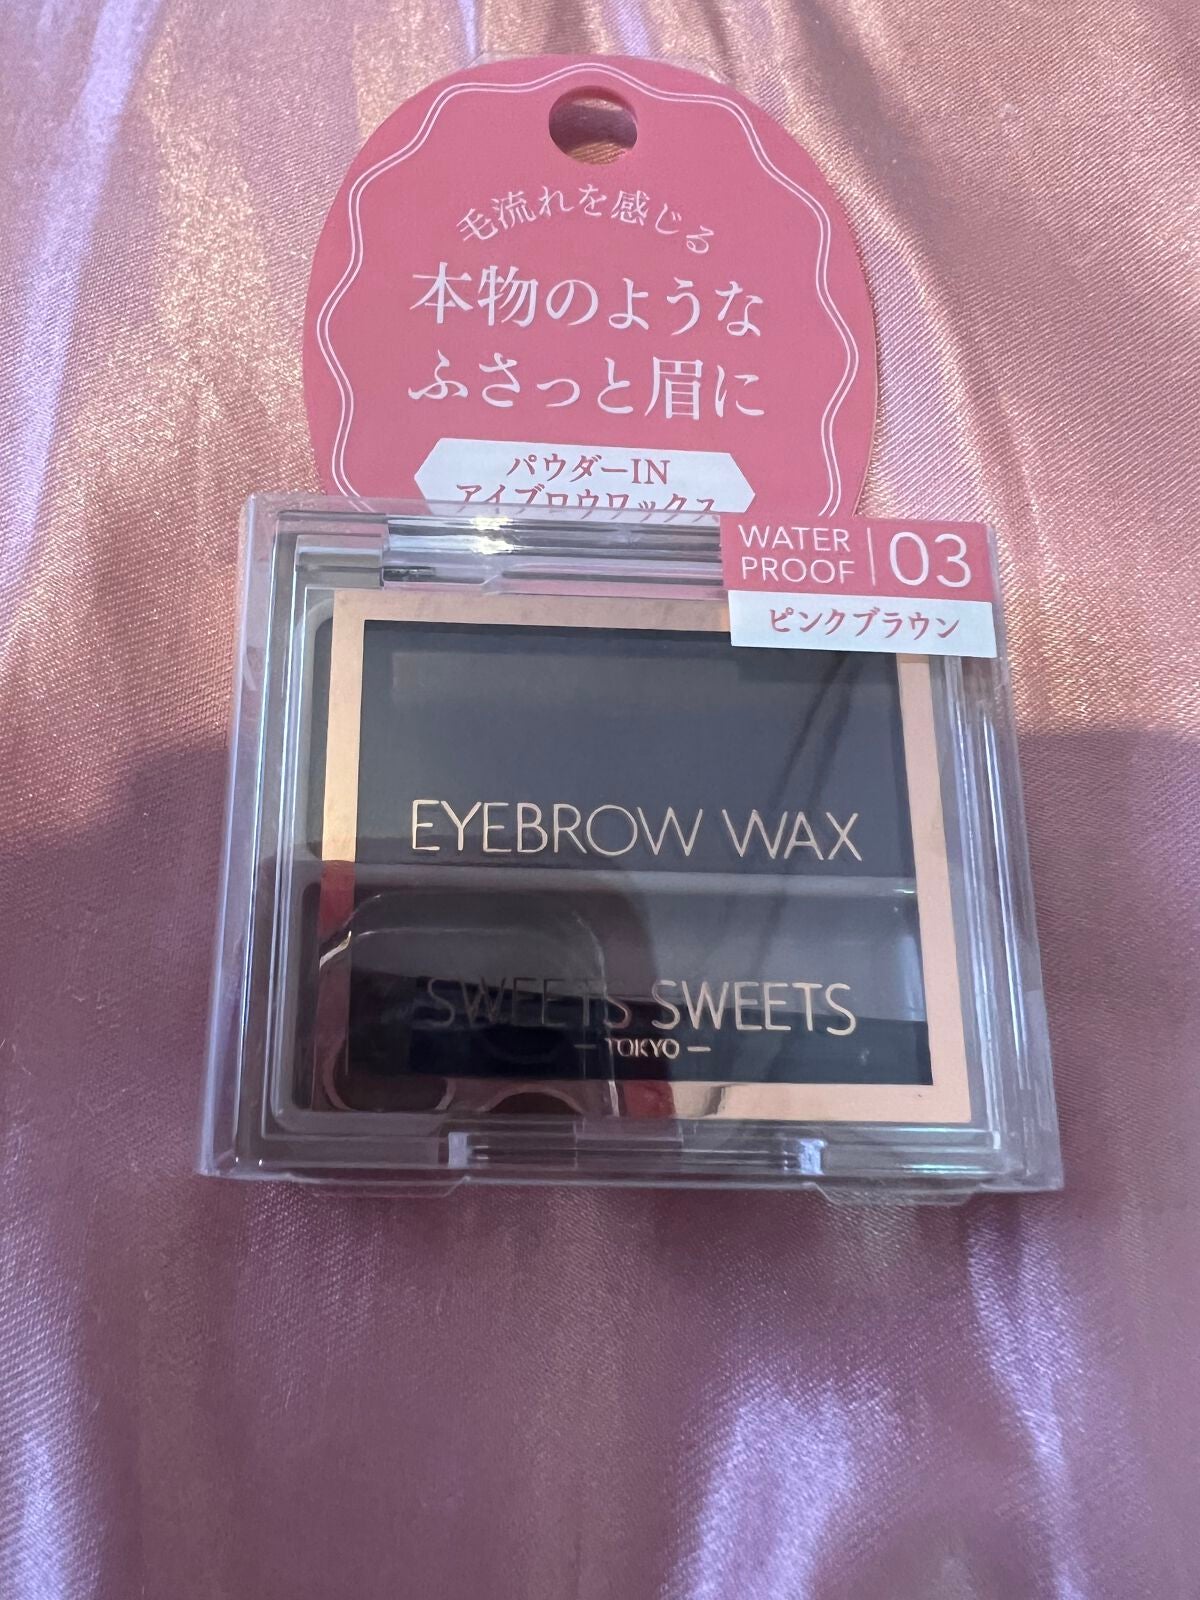 毛流れを感じる
本物のような
ふさっと眉に
パウダーIN
アイブロウワックス
WATER
PROOF
03
ピンクブラウン
EYEBROW WAX
SWEETS SWEETS
— TOKYO —